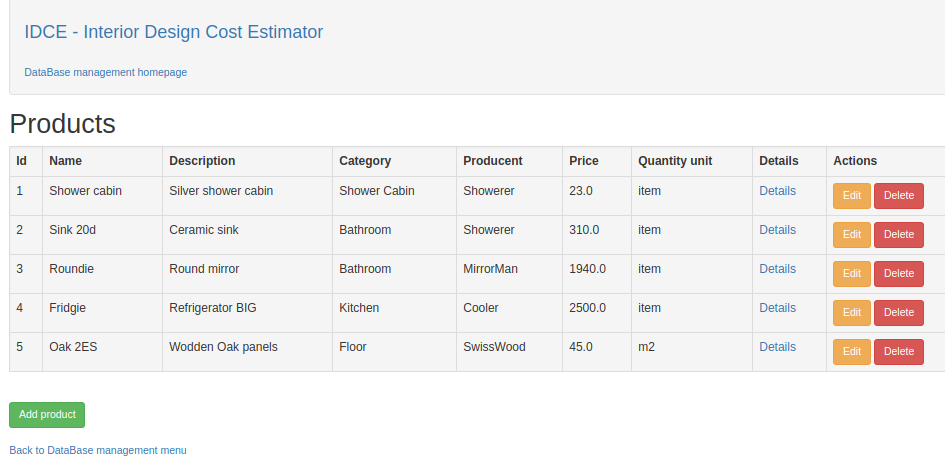 IDCE - Interior Design Cost Estimator
DataBase management homepage
Products
Id Name Description Category Producent Price Quantity unit Details Actions
1 Shower cabin Silver shower cabin Shower Cabin Showerer 23.0 item Details Edit Delete
2 Sink 20d Ceramic sink Bathroom Showerer 310.0 item Details Edit Delete
3 Roundie Round mirror Bathroom MirrorMan 1940.0 item Details Edit Delete
4 Fridgie Refrigerator BIG Kitchen Cooler 2500.0 item Details Edit Delete
5 Oak 2ES Wodden Oak panels Floor SwissWood 45.0 m2 Details Edit Delete
Add product
Back to DataBase management menu